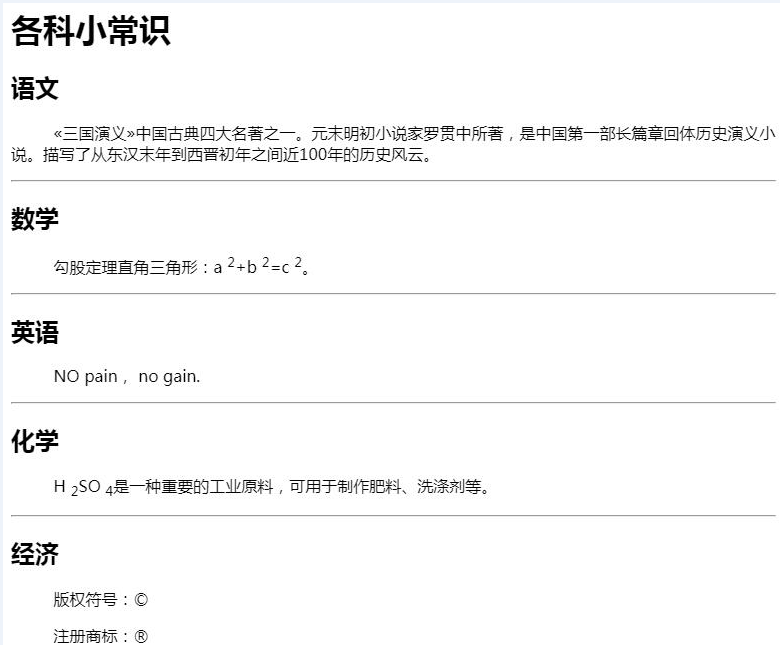 各科小常识
语文
«三国演义»中国古典四大名著之一。元末明初小说家罗贯中所著，是中国第一部长篇章回体历史演义小
说。描写了从东汉末年到西晋初年之间近100年的历史风云。
数学
勾股定理直角三角形：a ²+b ²=c ²。
英语
NO pain， no gain.
化学
H ₂SO ₄是一种重要的工业原料，可用于制作肥料、洗涤剂等。
经济
版权符号：©
注册商标：®